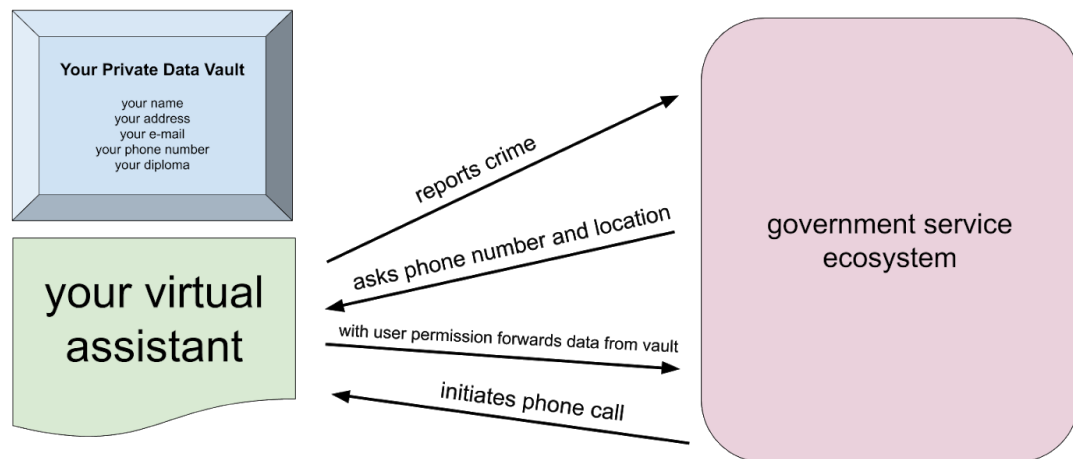 Your Private Data Vault
your name
your address
your e-mail
your phone number
your diploma
your virtual
assistant
reports crime
asks phone number and location
with user permission forwards data from vault
initiates phone call
government service
ecosystem